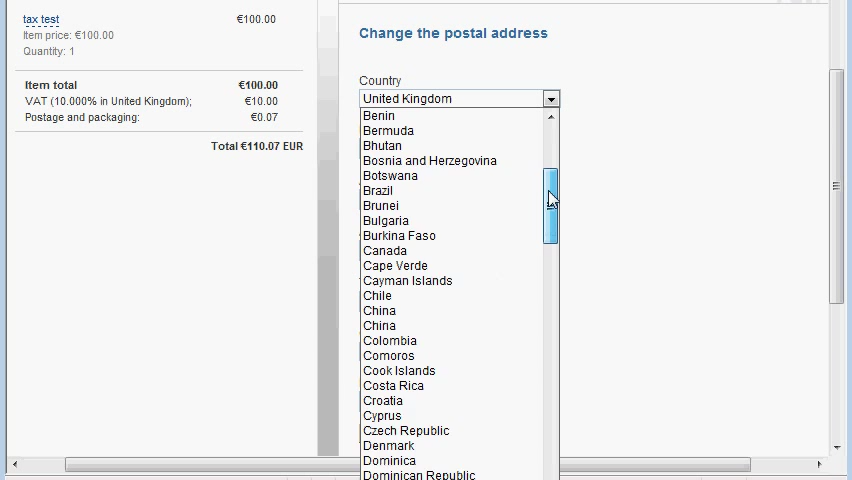 tax test €100.00
Item price: €100.00
Quantity: 1
Item total €100.00
VAT (10.000% in United Kingdom); €10.00
Postage and packaging: €0.07
Total €110.07 EUR
Change the postal address
Country
United Kingdom
Benin
Bermuda
Bhutan
Bosnia and Herzegovina
Botswana
Brazil
Brunei
Bulgaria
Burkina Faso
Canada
Cape Verde
Cayman Islands
Chile
China
China
Colombia
Comoros
Cook Islands
Costa Rica
Croatia
Cyprus
Czech Republic
Denmark
Dominica
Dominican Republic